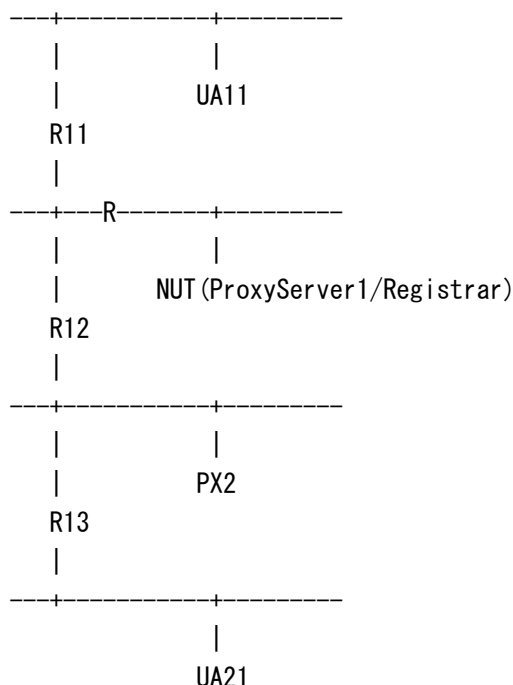 ---+-----------+---------
|           |
|         UA11
R11
|
---+---R-------+---------
|           |
|      NUT(ProxyServer1/Registrar)
R12
|
---+-----------+---------
|           |
|         PX2
R13
|
---+-----------+---------
|
UA21